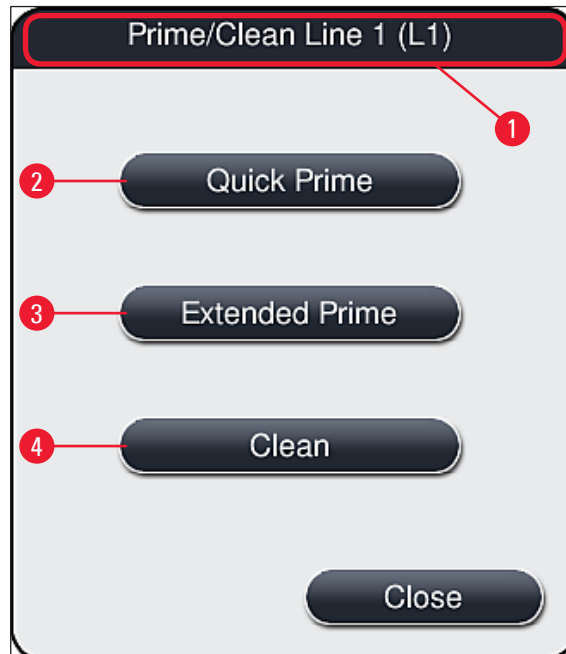 Prime/Clean Line 1 (L1)
1
2
Quick Prime
3
Extended Prime
4
Clean
Close